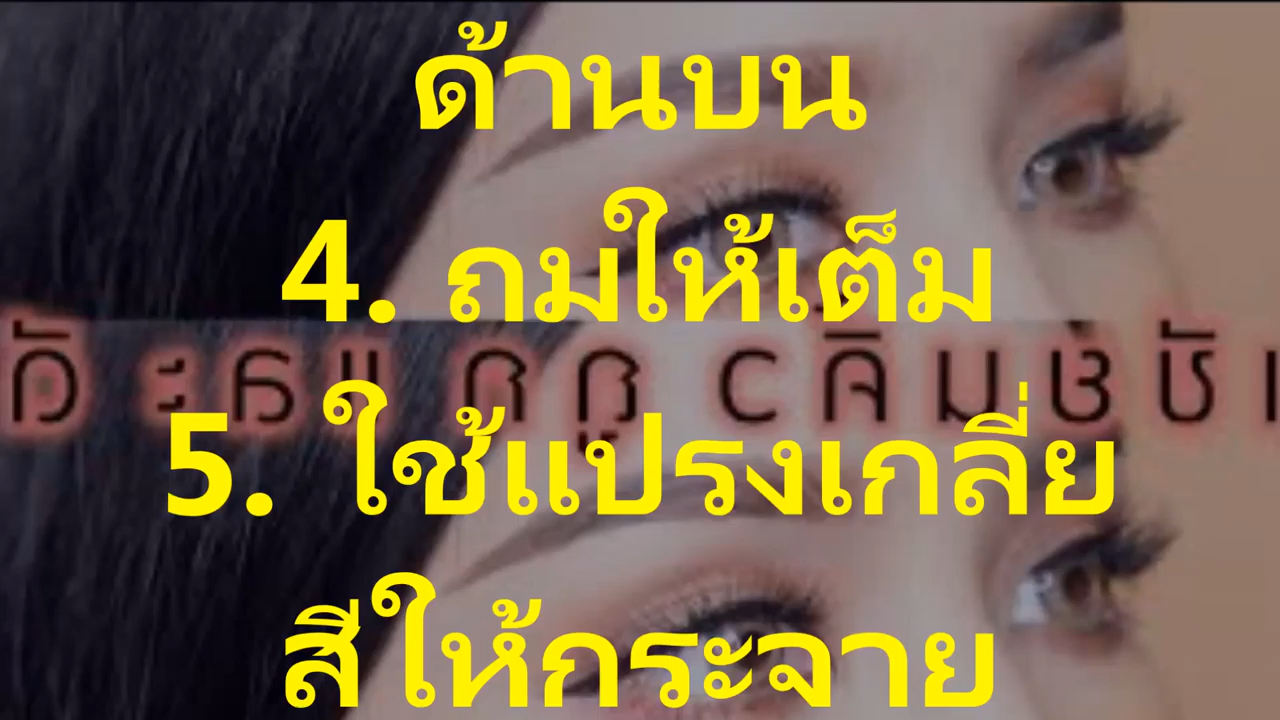 ด้านบน
4. ถมให้เต็ม
5. ใช้แปรงเกลี่ย
สีให้กระจาย